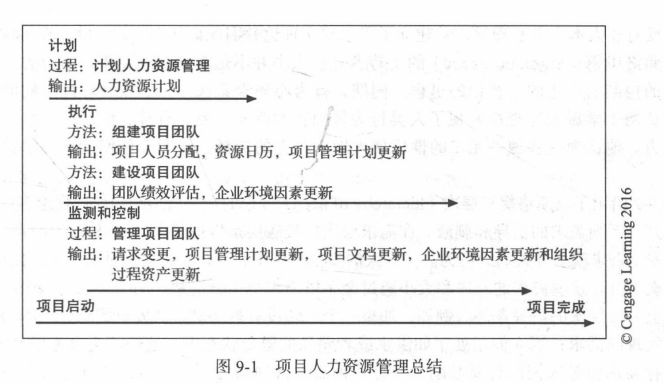 计划
过程：计划人力资源管理
输出：人力资源计划
执行
方法：组建项目团队
输出：项目人员分配，资源日历，项目管理计划更新
方法：建设项目团队
输出：团队绩效评估，企业环境因素更新
监测和控制
过程：管理项目团队
输出：请求变更，项目管理计划更新，项目文档更新，企业环境因素更新和组织
过程资产更新
项目启动 项目完成
© Cengage Learning 2016
图 9-1 项目人力资源管理总结